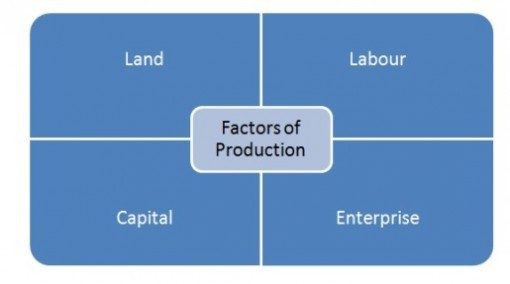 Land
Labour
Factors of
Production
Capital
Enterprise